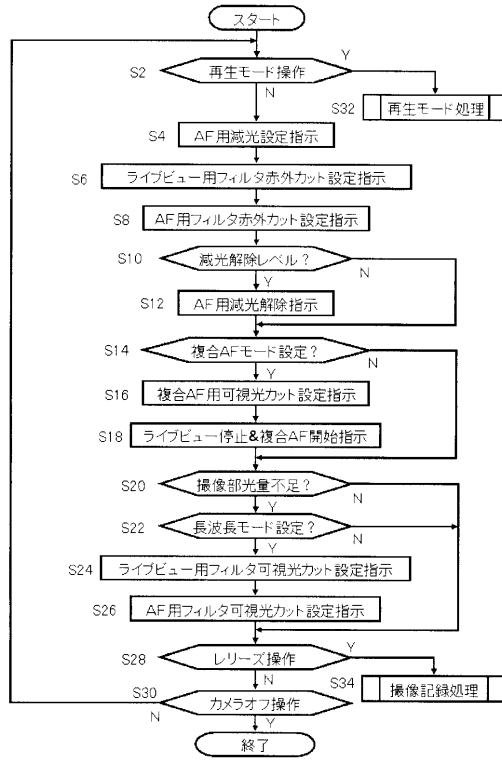 スタート
S2
再生モード操作
Y
N
S32
再生モード処理
S4
AF用減光設定指示
S6
ライブビュー用フィルタ赤外カット設定指示
S8
AF用フィルタ赤外カット設定指示
S10
減光解除レベル?
N
Y
S12
AF用減光解除指示
S14
複合AFモード設定?
N
Y
S16
複合AF用可視光カット設定指示
S18
ライブビュー停止&複合AF開始指示
S20
撮像部光量不足?
N
Y
S22
長波長モード設定?
N
Y
S24
ライブビュー用フィルタ可視光カット設定指示
S26
AF用フィルタ可視光カット設定指示
S28
レリーズ操作
Y
N
S34
撮像記録処理
S30
カメラオフ操作
N
Y
終了